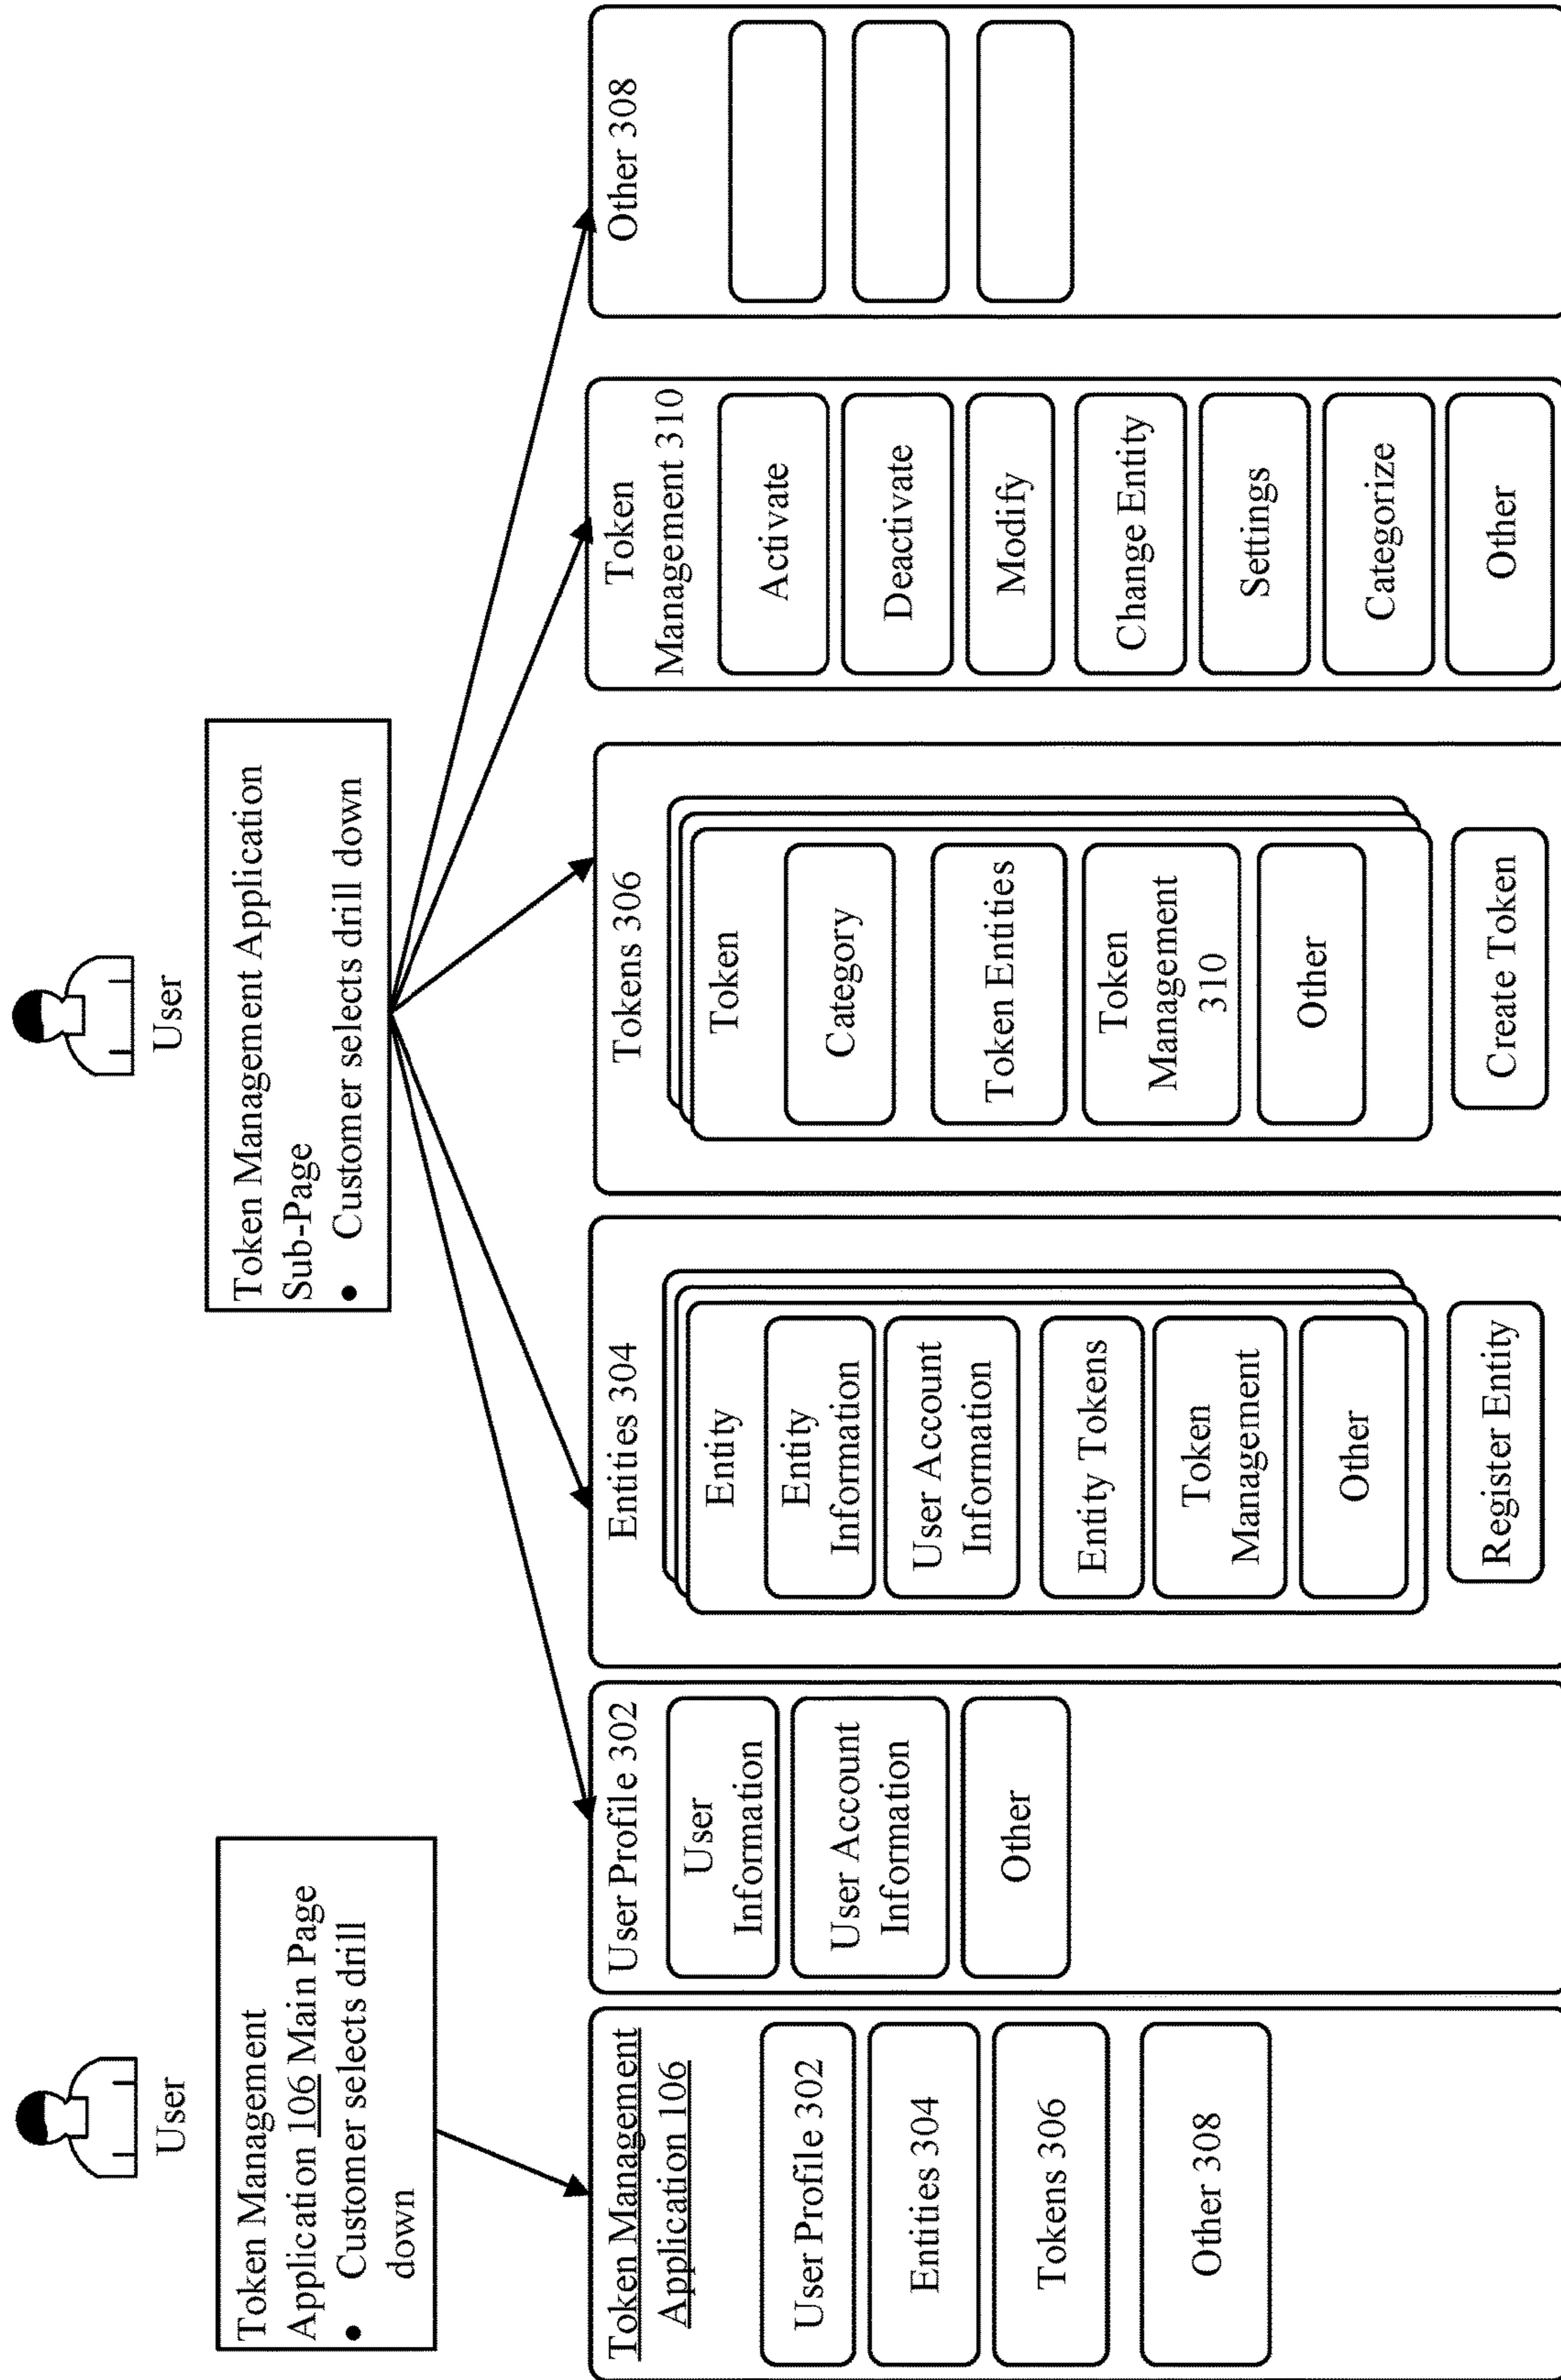 User
Token Management
Application 106 Main Page
• Customer selects drill
down
Token Management
Application 106
User Profile 302
Entities 304
Tokens 306
Other 308
User
Token Management Application
Sub-Page
• Customer selects drill down
User Profile 302
User
Information
User Account
Information
Other
Entities 304
Entity
Entity
Information
User Account
Information
Entity Tokens
Token
Management
Other
Register Entity
Tokens 306
Token
Category
Token Entities
Token
Management
310
Other
Create Token
Token
Management 310
Activate
Deactivate
Modify
Change Entity
Settings
Categorize
Other
Other 308